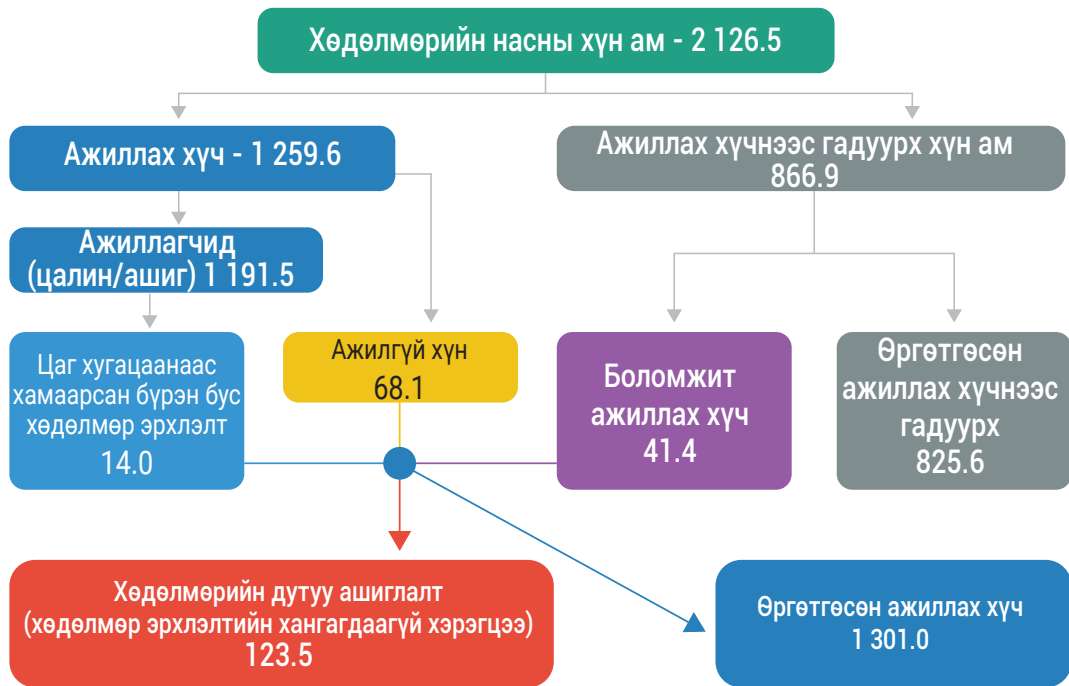 Хөдөлмөрийн насны хүн ам - 2 126.5
Ажиллах хүч - 1 259.6
Ажиллах хүчнээс гадуурх хүн ам
866.9
Ажиллагчид
(цалин/ашиг) 1 191.5
Цаг хугацаанаас
хамаарсан бүрэн бус
хөдөлмөр эрхлэлт
14.0
Ажилгүй хүн
68.1
Боломжит
ажиллах хүч
41.4
Өргөтгөсөн
ажиллах хүчнээс
гадуурх
825.6
Хөдөлмөрийн дутуу ашиглалт
(хөдөлмөр эрхлэлтийн хангагдаагүй хэрэгцээ)
123.5
Өргөтгөсөн ажиллах хүч
1 301.0